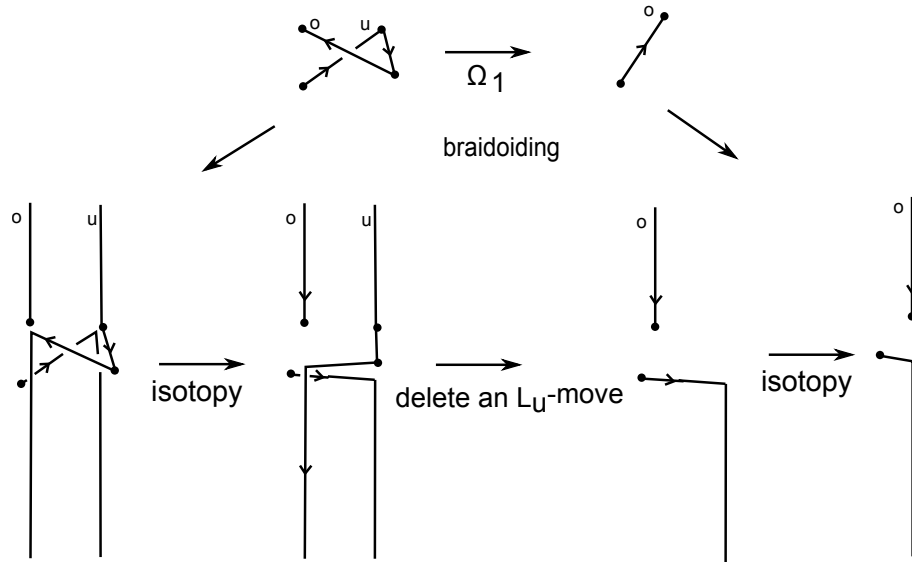 o u o
Ω1
braidoiding
o u o u o o
isotopy
delete an Lu-move
isotopy